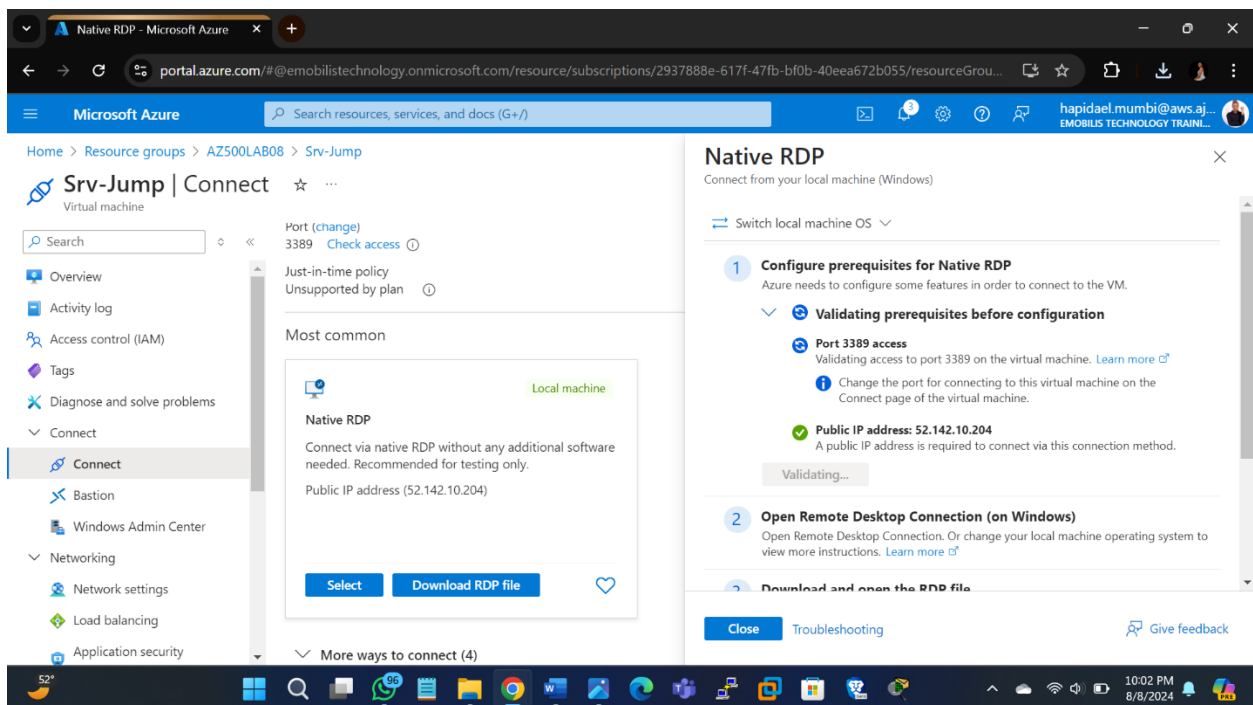 Native RDP - Microsoft Azure
portal.azure.com/#@emobilistechnology.onmicrosoft.com/resource/subscriptions/2937888e-617f-47fb-bf0b-40eea672b055/resourceGrou...
Microsoft Azure
Search resources, services, and docs (G+/)
3
hapidael.mumbi@aws.aj...
EMOBILIS TECHNOLOGY TRAINI...
Home > Resource groups > AZ500LAB08 > Srv-Jump
Srv-Jump | Connect
Virtual machine
Search
Overview
Activity log
Access control (IAM)
Tags
Diagnose and solve problems
Connect
Connect
Bastion
Windows Admin Center
Networking
Network settings
Load balancing
Application security
Port (change)
3389 Check access
Just-in-time policy
Unsupported by plan
Most common
Local machine
Native RDP
Connect via native RDP without any additional software
needed. Recommended for testing only.
Public IP address (52.142.10.204)
Select
Download RDP file
More ways to connect (4)
Native RDP
Connect from your local machine (Windows)
Switch local machine OS
1 Configure prerequisites for Native RDP
Azure needs to configure some features in order to connect to the VM.
Validating prerequisites before configuration
Port 3389 access
Validating access to port 3389 on the virtual machine. Learn more
Change the port for connecting to this virtual machine on the
Connect page of the virtual machine.
Public IP address: 52.142.10.204
A public IP address is required to connect via this connection method.
Validating...
2 Open Remote Desktop Connection (on Windows)
Open Remote Desktop Connection. Or change your local machine operating system to
view more instructions. Learn more
3 Download and open the RDP file
Close
Troubleshooting
Give feedback
52°
96
10:02 PM
8/8/2024
PRE